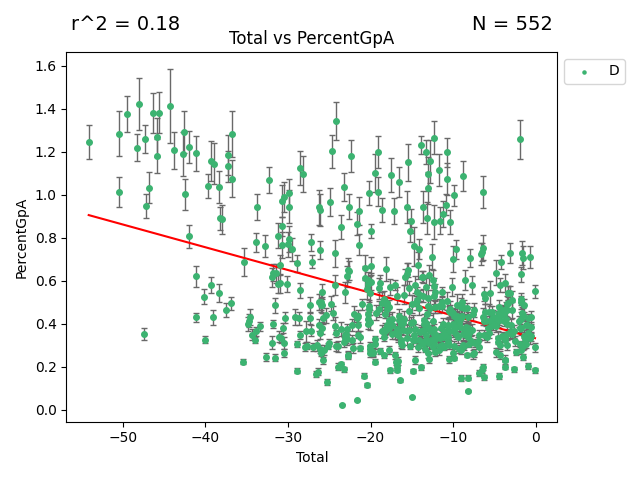 r^2 = 0.18
N = 552
Total vs PercentGpA
D
PercentGpA
1.6
1.4
1.2
1.0
0.8
0.6
0.4
0.2
0.0
−50
−40
−30
−20
−10
0
Total